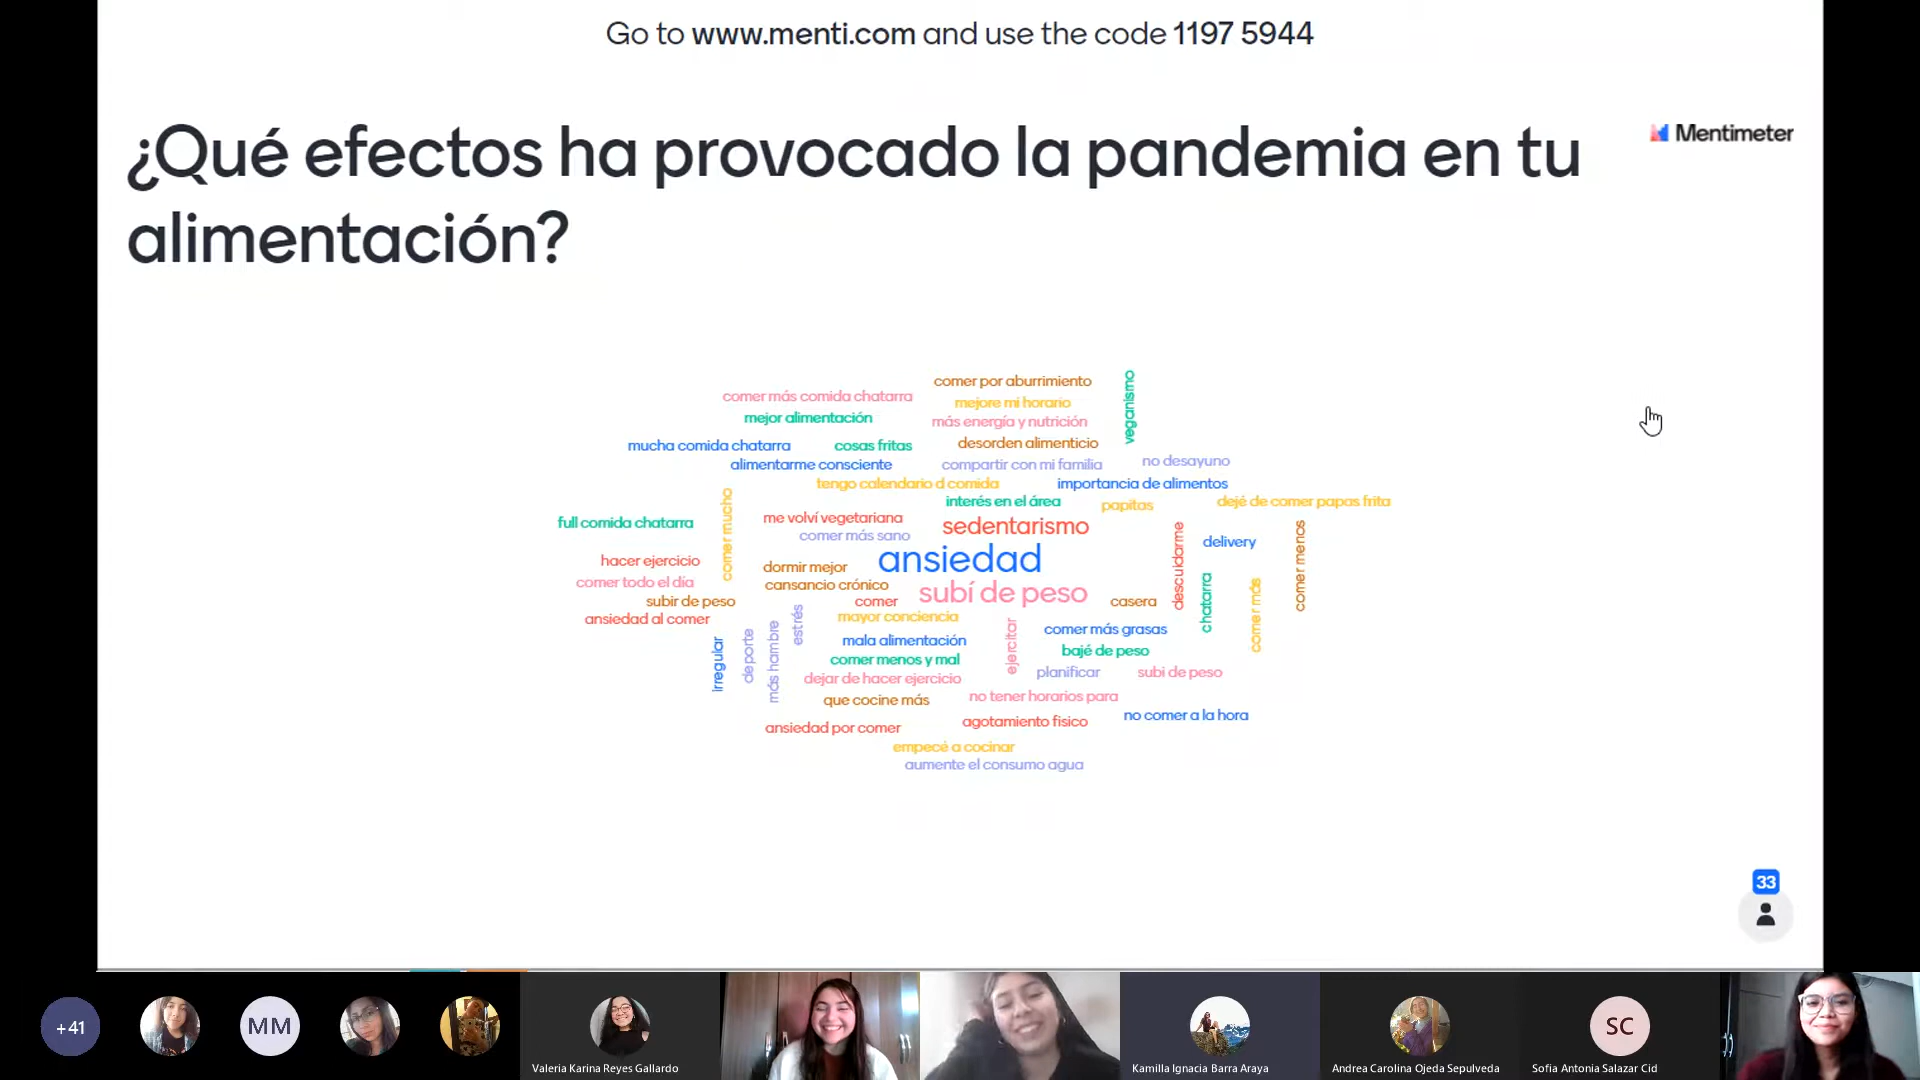 Go to www.menti.com and use the code 1197 5944
¿Qué efectos ha provocado la pandemia en tu
alimentación?
Mentimeter
comer por aburrimiento
veganismo
comer más comida chatarra
mejore mi horario
mejor alimentación
más energía y nutrición
mucha comida chatarra
cosas fritas
desorden alimenticio
alimentarme consciente
compartir con mi familia
no desayuno
tengo calendario d comida
importancia de alimentos
interés en el área
papitas
dejé de comer papas frita
full comida chatarra
comer mucho
me volví vegetariana
sedentarismo
comer más sano
descuidarme
delivery
comer menos
hacer ejercicio
ansiedad
dormir mejor
comer todo el día
cansancio crónico
subí de peso
chatarra
comer más
subir de peso
comer
casera
ansiedad al comer
estrés
mayor conciencia
irregular
deporte
más hambre
mala alimentación
ejercitar
comer más grasas
comer menos y mal
bajé de peso
dejar de hacer ejercicio
planificar
subi de peso
que cocine más
no tener horarios para
ansiedad por comer
agotamiento físico
no comer a la hora
empecé a cocinar
aumente el consumo agua
33
+41
MM
Valeria Karina Reyes Gallardo
Kamilla Ignacia Barra Araya
Andrea Carolina Ojeda Sepulveda
SC
Sofia Antonia Salazar Cid